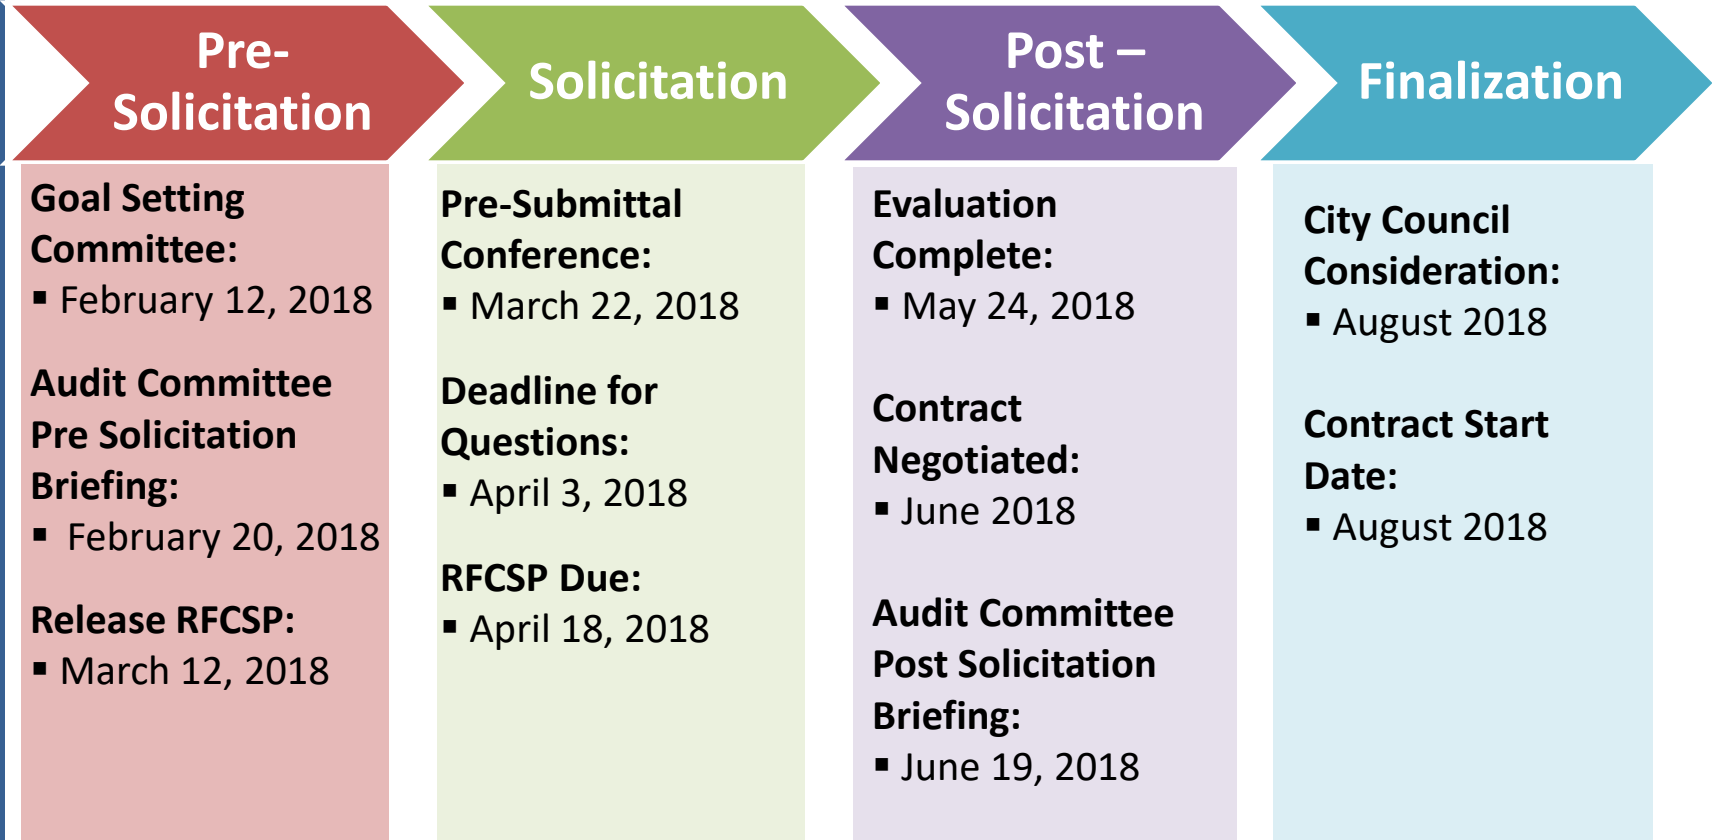 Pre-
Solicitation
Goal Setting
Committee:
▪ February 12, 2018
Audit Committee
Pre Solicitation
Briefing:
▪ February 20, 2018
Release RFCSP:
▪ March 12, 2018
Solicitation
Pre-Submittal
Conference:
▪ March 22, 2018
Deadline for
Questions:
▪ April 3, 2018
RFCSP Due:
▪ April 18, 2018
Post –
Solicitation
Evaluation
Complete:
▪ May 24, 2018
Contract
Negotiated:
▪ June 2018
Audit Committee
Post Solicitation
Briefing:
▪ June 19, 2018
Finalization
City Council
Consideration:
▪ August 2018
Contract Start
Date:
▪ August 2018